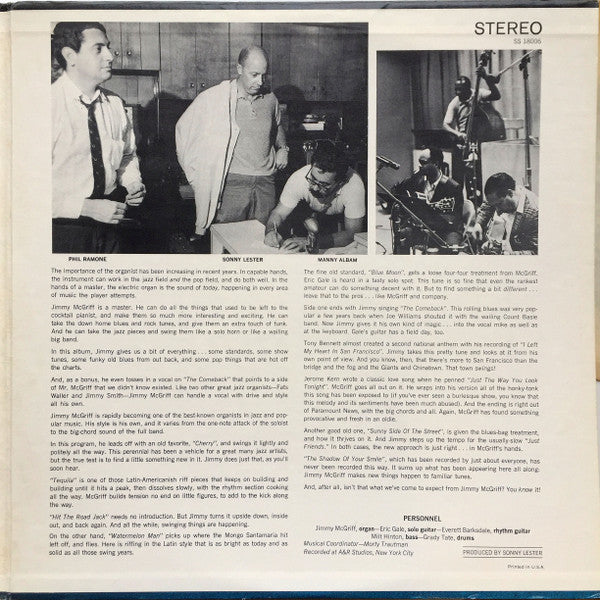 STEREO
SS 18006
PHIL RAMONE
SONNY LESTER
MANNY ALBAM
The importance of the organist has been increasing in recent years. In capable hands,
the instrument can work in the jazz field and the pop field, and do both well. In the
hands of a master, the electric organ is the sound of today, happening in every area
of music the player attempts.
Jimmy McGriff is a master. He can do all the things that used to be left to the
cocktail pianist, and make them so much more interesting and exciting. He can
take the down home blues and rock tunes, and give them an extra touch of funk.
And he can take the jazz pieces and swing them like a solo horn or like a wailing
big band.
In this album, Jimmy gives us a bit of everything . . . some standards, some show
tunes, some funky old blues from out back, and some pop things that are hot off
the charts.
And, as a bonus, he even tosses in a vocal on "The Comeback" that points to a side
of Mr. McGriff that we didn't know existed. Like two other great jazz organists—Fats
Waller and Jimmy Smith—Jimmy McGriff can handle a vocal with drive and style
all his own.
Jimmy McGriff is rapidly becoming one of the best-known organists in jazz and pop-
ular music. His style is his own, and it varies from the one-note attack of the soloist
to the big-chord sound of the full band.
In this program, he leads off with an old favorite, "Cherry", and swings it lightly and
politely all the way. This perennial has been a vehicle for a great many jazz artists,
but the true test is to find a little something new in it. Jimmy does just that, as you'll
soon hear.
"Tequila" is one of those Latin-Americanish riff pieces that keeps on building and
building until it hits a peak, then dissolves slowly, with the rhythm section cooking
all the way. McGriff builds tension no end on little figures, to add to the kick along
the way.
"Hit The Road Jack" needs no introduction. But Jimmy turns it upside down, inside
out, and back again. And all the while, swinging things are happening.
On the other hand, "Watermelon Man" picks up where the Mongo Santamaria hit
left off, and flies. Here is riffing in the Latin style that is as bright as today and as
solid as all those swing years.
The fine old standard, "Blue Moon", gets a loose four-four treatment from McGriff.
Eric Gale is heard in a tasty solo spot. This tune is so fine that even the rankest
amateur can do something decent with it. But to find something a bit different . . .
leave that to the pros . . . like McGriff and company.
Side one ends with Jimmy singing "The Comeback". This rolling blues was very pop-
ular a few years back when Joe Williams shouted it with the wailing Count Basie
band. Now Jimmy gives it his own kind of magic . . . into the vocal mike as well as
at the keyboard. Gale's guitar has a field day, too.
Tony Bennett almost created a second national anthem with his recording of "I Left
My Heart In San Francisco". Jimmy takes this pretty tune and looks at it from his
own point of view. And you know, then, that there's more to San Francisco than the
bridge and the fog and the Giants and Chinatown. That town swings!
Jerome Kern wrote a classic love song when he penned "Just The Way You Look
Tonight". McGriff goes all out on it. He wraps into its version all of the honky-tonk
this song has been exposed to (if you've ever seen a burlesque show, you know that
this melody and its sentiments have been much abused). And the ending is right out
of Paramount News, with the big chords and all. Again, McGriff has found something
provocative and fresh in an oldie.
Another good old one, "Sunny Side Of The Street", is given the blues-bag treatment,
and how it thrives on it. And Jimmy steps up the tempo for the usually-slow "Just
Friends." In both cases, the new approach is just right . . . in McGriff's hands.
"The Shadow Of Your Smile", which has been recorded by just about everyone, has
never been recorded this way. It sums up what has been appearing here all along:
Jimmy McGriff makes new things happen to familiar tunes.
And, after all, isn't that what we've come to expect from Jimmy McGriff? You know it!
PERSONNEL
Jimmy McGriff, organ—Eric Gale, solo guitar—Everett Barksdale, rhythm guitar
Milt Hinton, bass—Grady Tate, drums
Musical Coordinator—Morty Trautman
Recorded at A&R Studios, New York City
PRODUCED BY SONNY LESTER
Printed in U.S.A.